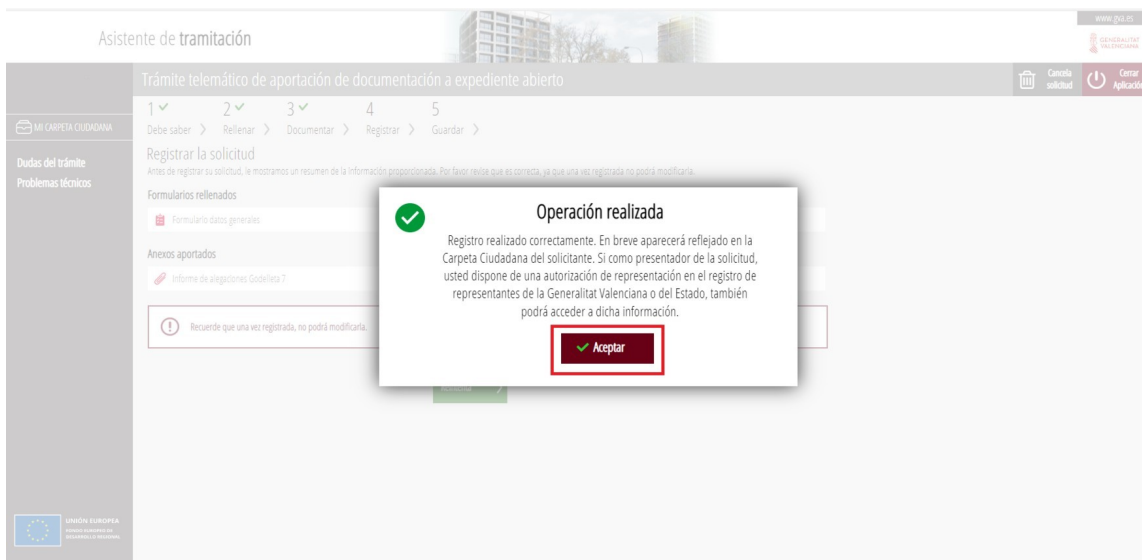 www.gva.es
Asistente de tramitación
GENERALITAT
VALENCIANA
Trámite telemático de aportación de documentación a expediente abierto
Cancela
solicitud
Cerrar
Aplicación
1 2 3 4 5
Debe saber > Rellenar > Documentar > Registrar > Guardar >
MI CARPETA CIUDADANA
Dudas del trámite
Problemas técnicos
Registrar la solicitud
Antes de registrar su solicitud, le mostramos un resumen de la información proporcionada. Por favor revise que es correcta, ya que una vez registrada no podrá modificarla.
Formularios rellenados
Formulario datos generales
Anexos aportados
Informe de alegaciones Godelleta 7
Recuerde que una vez registrada, no podrá modificarla.
Operación realizada
Registro realizado correctamente. En breve aparecerá reflejado en la
Carpeta Ciudadana del solicitante. Si como presentador de la solicitud,
usted dispone de una autorización de representación en el registro de
representantes de la Generalitat Valenciana o del Estado, también
podrá acceder a dicha información.
Aceptar
UNIÓN EUROPEA
FONDO EUROPEO DE
DESARROLLO REGIONAL